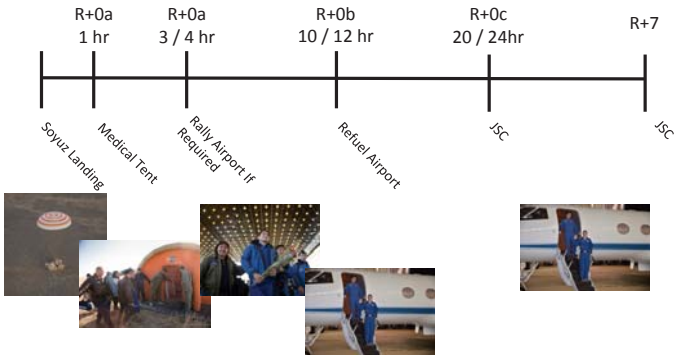 R+0a
1 hr
R+0a
3 / 4 hr
R+0b
10 / 12 hr
R+0c
20 / 24hr
R+7
Soyuz Landing
Medical Tent
Rally Airport If
Required
Refuel Airport
JSC
JSC